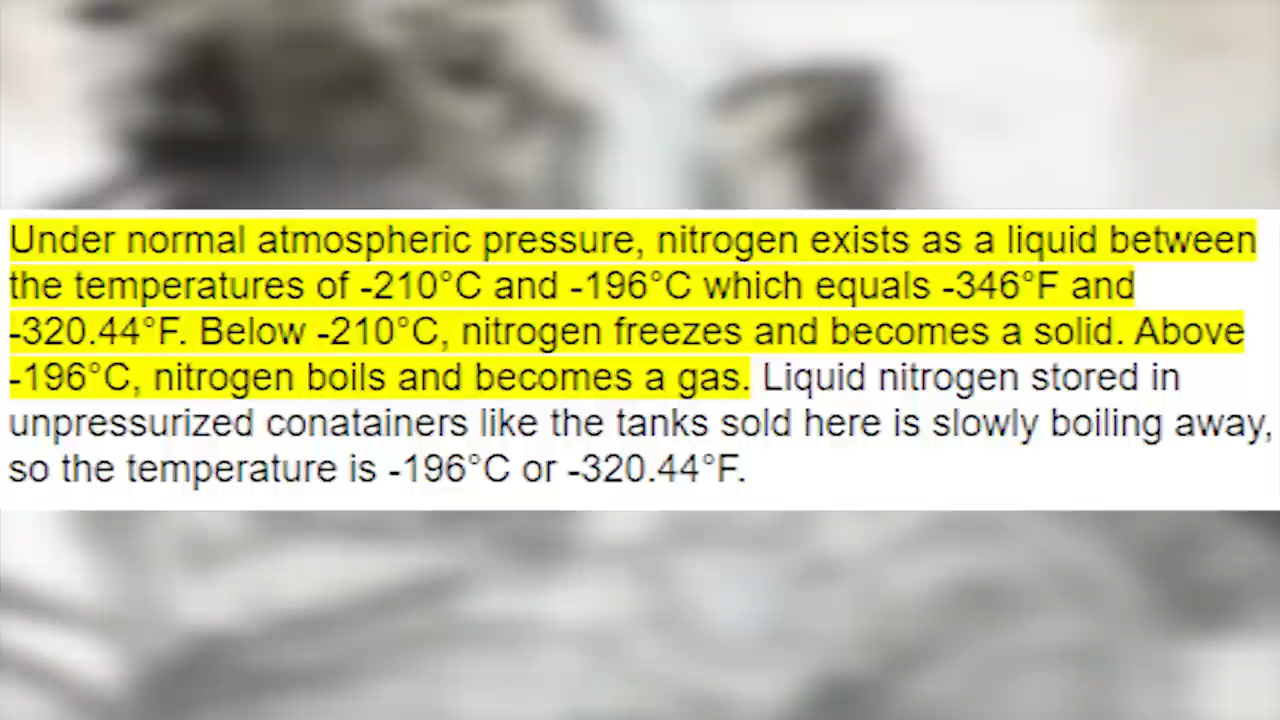 Under normal atmospheric pressure, nitrogen exists as a liquid between
the temperatures of -210°C and -196°C which equals -346°F and
-320.44°F. Below -210°C, nitrogen freezes and becomes a solid. Above
-196°C, nitrogen boils and becomes a gas. Liquid nitrogen stored in
unpressurized conatainers like the tanks sold here is slowly boiling away,
so the temperature is -196°C or -320.44°F.